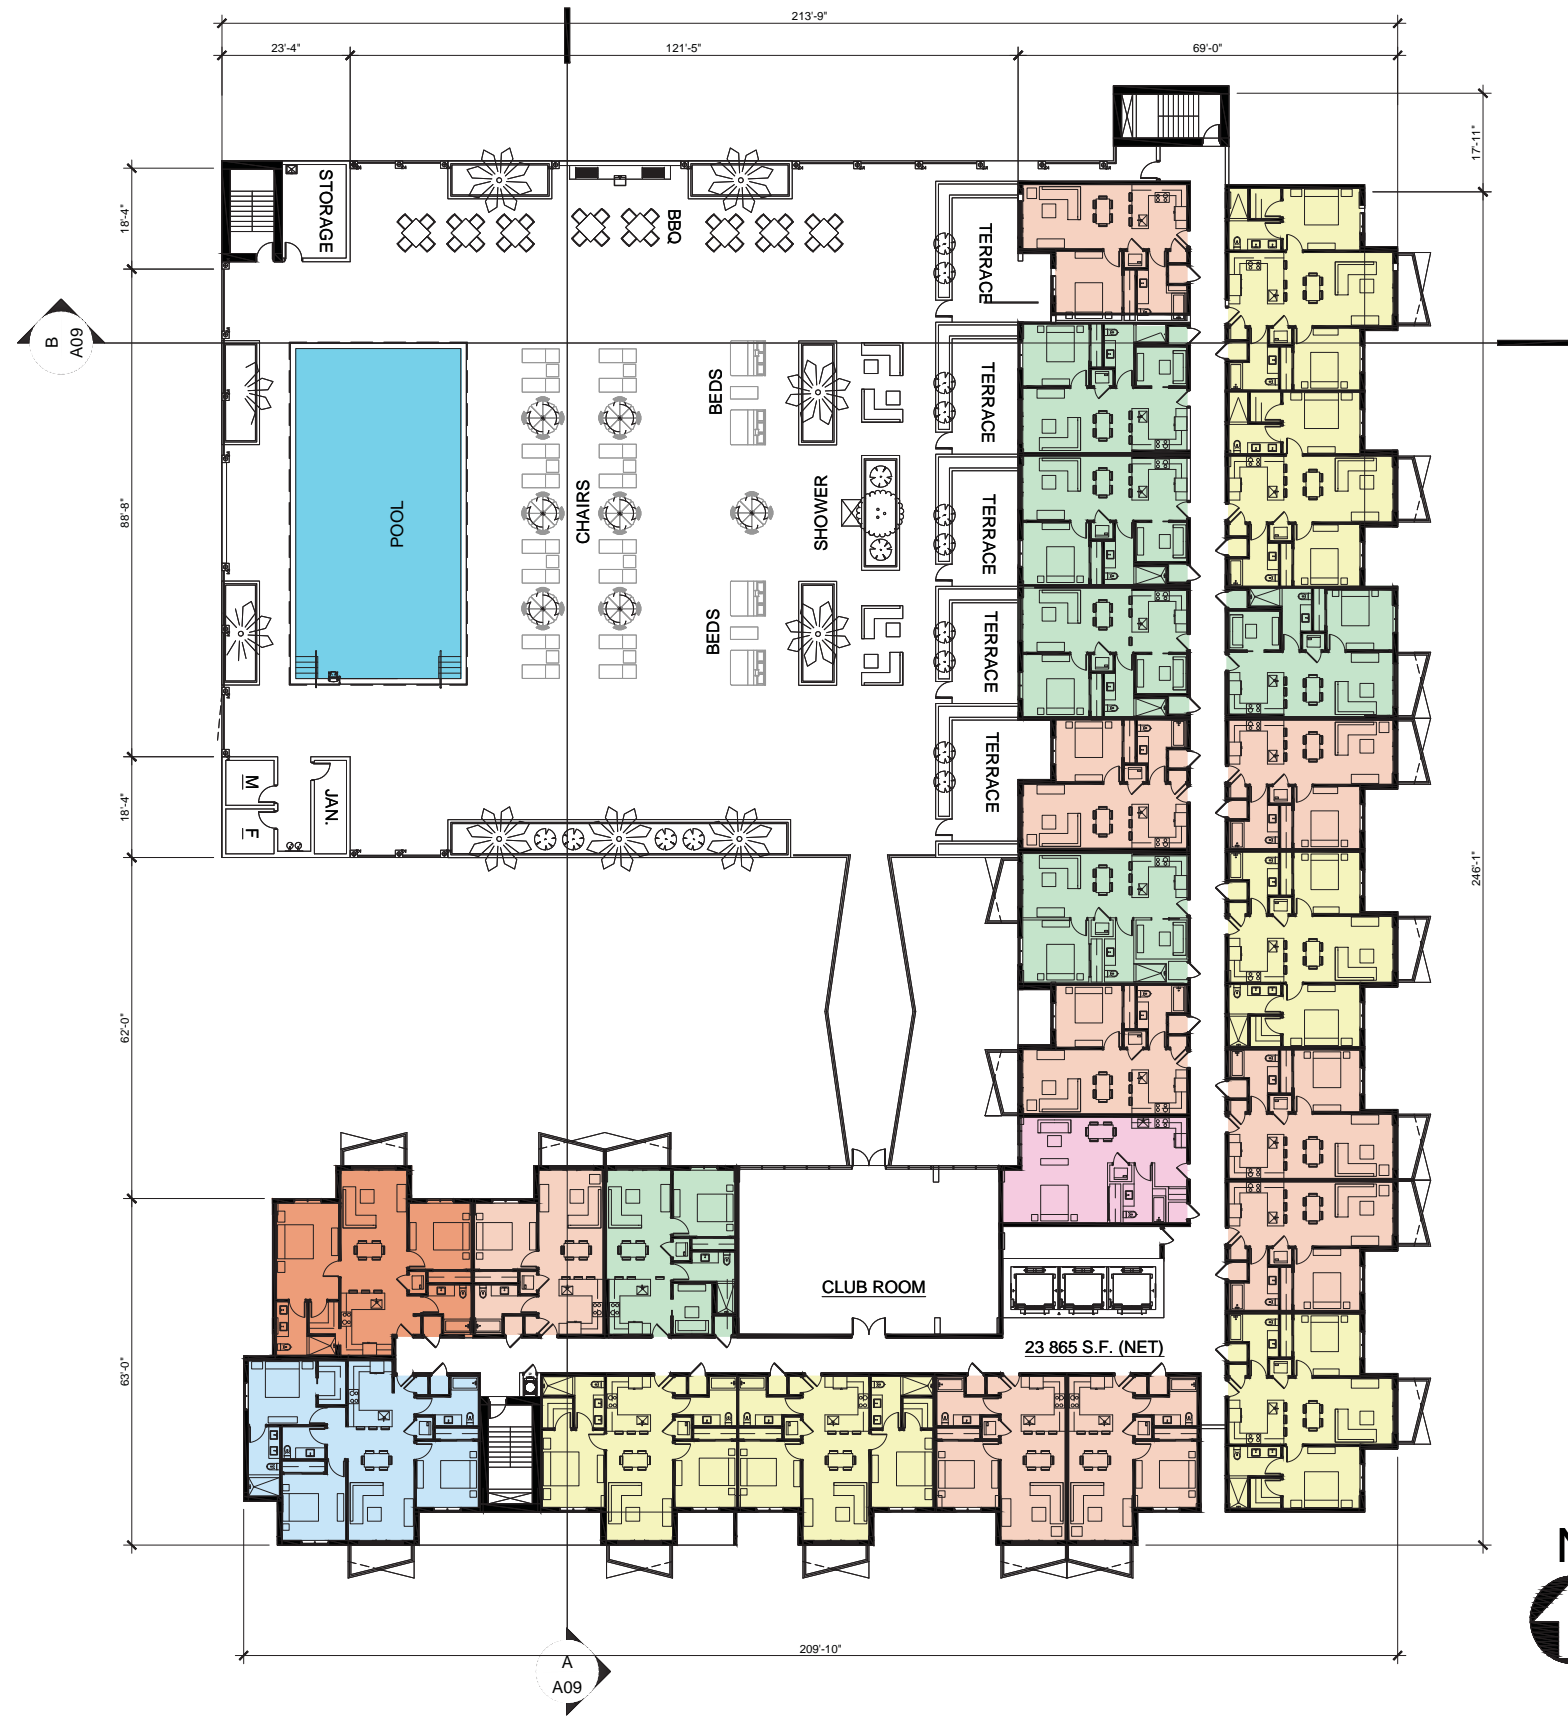 213'-9"
23'-4"
121'-5"
69'-0"
17'-11"
18'-4"
STORAGE
BBQ
TERRACE
B
A09
TERRACE
BEDS
POOL
CHAIRS
SHOWER
TERRACE
88'-8"
BEDS
TERRACE
TERRACE
M
F
JAN.
18'-4"
246'-1"
62'-0"
CLUB ROOM
23 865 S.F. (NET)
63'-0"
209'-10"
A
A09